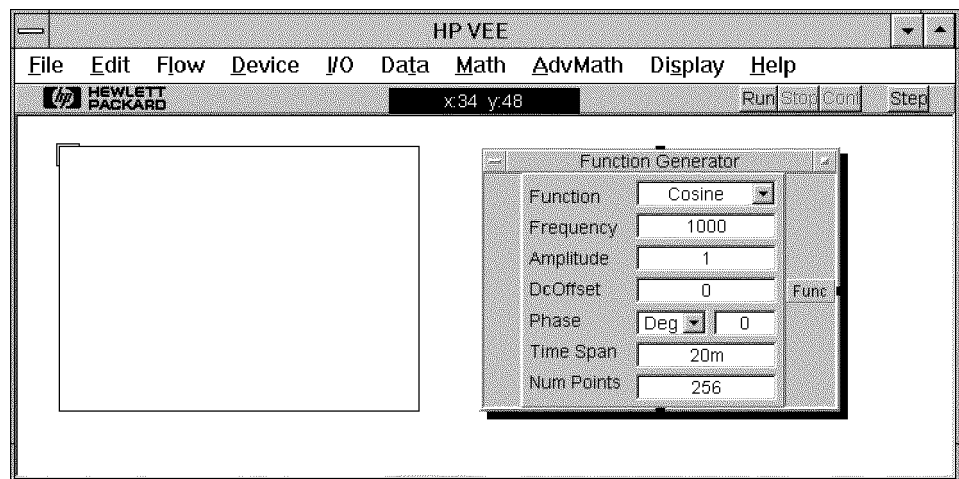 HP VEE
File Edit Flow Device I/O Data Math AdvMath Display Help
hp HEWLETT
PACKARD
x:34 y:48
Run Stop Cont Step
Function Generator
Function Cosine
Frequency 1000
Amplitude 1
DcOffset 0
Func
Phase Deg 0
Time Span 20m
Num Points 256